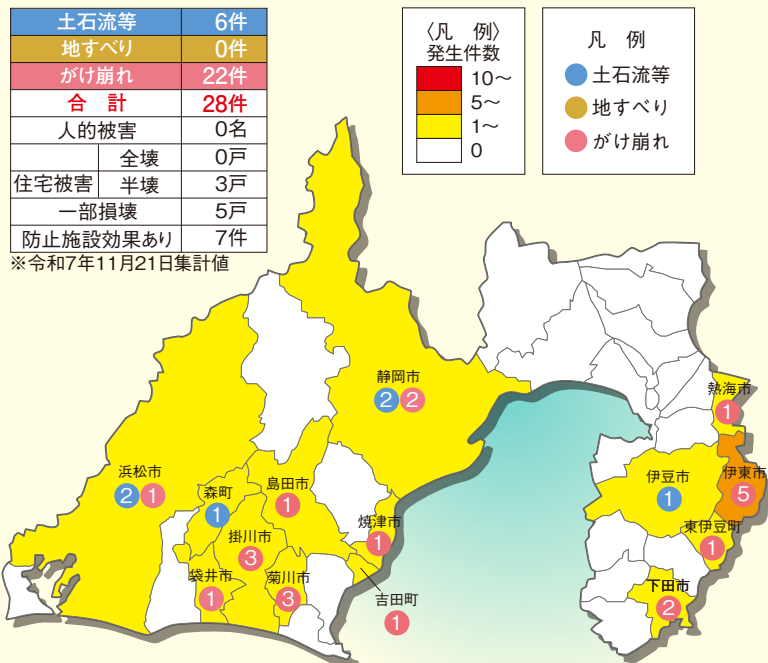 土石流等 6件
地すべり 0件
がけ崩れ 22件
合 計 28件
人的被害 0名
全壊 0戸
住宅被害 半壊 3戸
一部損壊 5戸
防止施設効果あり 7件
※令和7年11月21日集計値
〈凡 例〉
発生件数
10〜
5〜
1〜
0
凡 例
土石流等
地すべり
がけ崩れ
静岡市
2 2
熱海市
1
浜松市
2 1
森町
1
島田市
1
伊豆市
1
伊東市
5
焼津市
1
掛川市
3
東伊豆町
1
袋井市
1
菊川市
3
吉田町
1
下田市
2